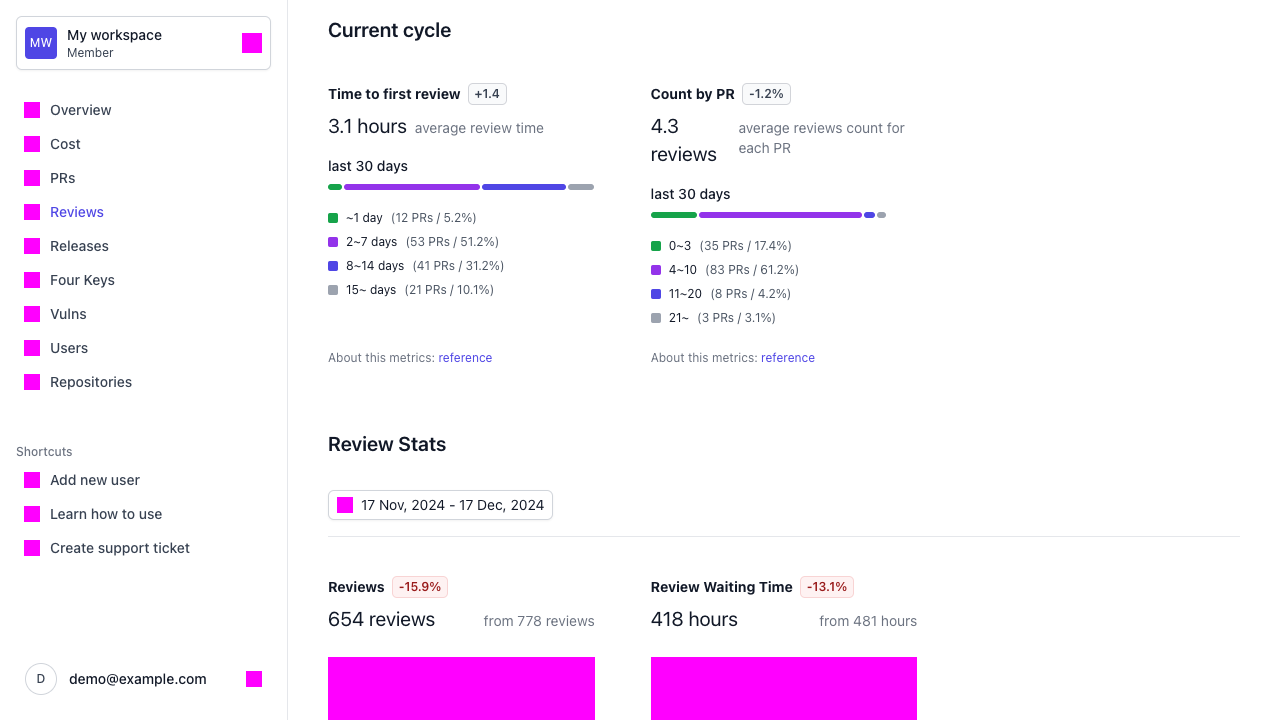 MW
My workspace
Member
Overview
Cost
PRs
Reviews
Releases
Four Keys
Vulns
Users
Repositories
Shortcuts
Add new user
Learn how to use
Create support ticket
D
demo@example.com
Current cycle
Time to first review +1.4
3.1 hours average review time
last 30 days
~1 day (12 PRs / 5.2%)
2~7 days (53 PRs / 51.2%)
8~14 days (41 PRs / 31.2%)
15~ days (21 PRs / 10.1%)
About this metrics: reference
Count by PR -1.2%
4.3 reviews
average reviews count for each PR
last 30 days
0~3 (35 PRs / 17.4%)
4~10 (83 PRs / 61.2%)
11~20 (8 PRs / 4.2%)
21~ (3 PRs / 3.1%)
About this metrics: reference
Review Stats
17 Nov, 2024 - 17 Dec, 2024
Reviews -15.9%
654 reviews from 778 reviews
Review Waiting Time -13.1%
418 hours from 481 hours